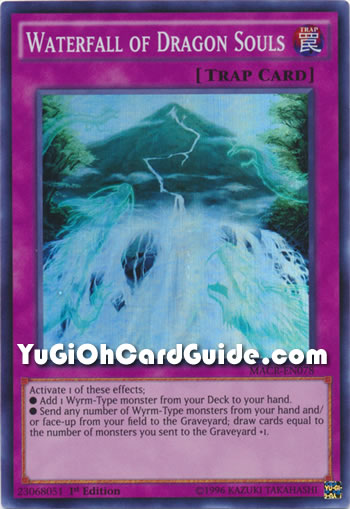 WATERFALL OF DRAGON SOULS
TRAP
罠
[TRAP CARD]
YuGiOhCardGuide.com
MACR-EN078
Activate 1 of these effects;
● Add 1 Wyrm-Type monster from your Deck to your hand.
● Send any number of Wyrm-Type monsters from your hand and/
or face-up from your field to the Graveyard; draw cards equal to
the number of monsters you sent to the Graveyard +1.
23068051 1st Edition ©1996 KAZUKI TAKAHASHI